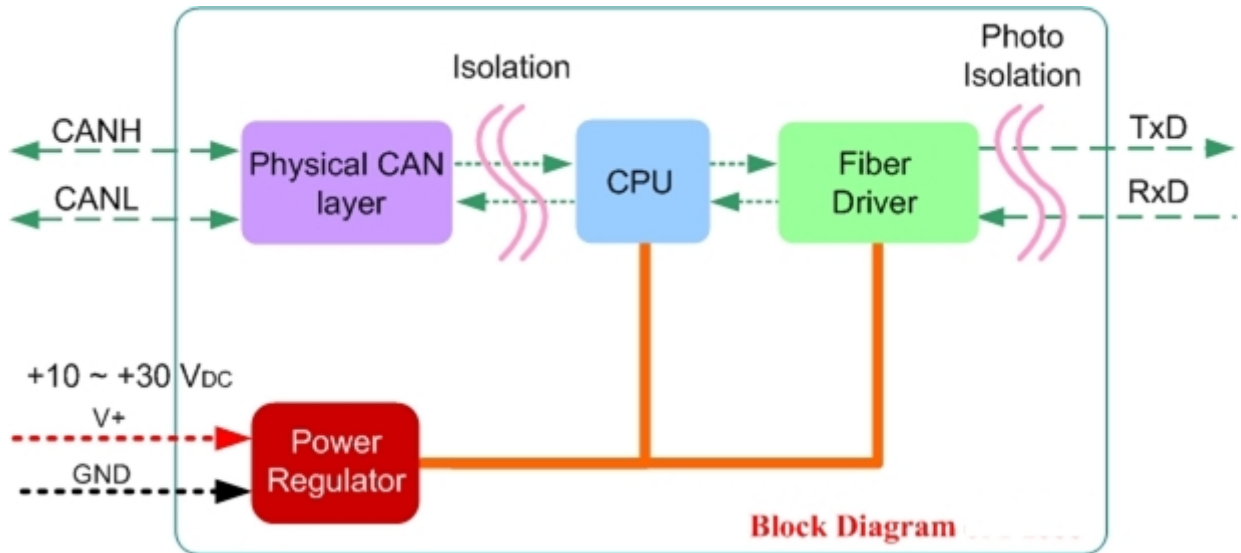 Isolation
Photo
Isolation
CANH
CANL
Physical CAN
layer
CPU
Fiber
Driver
TxD
RxD
+10 ~ +30 VDC
V+
GND
Power
Regulator
Block Diagram